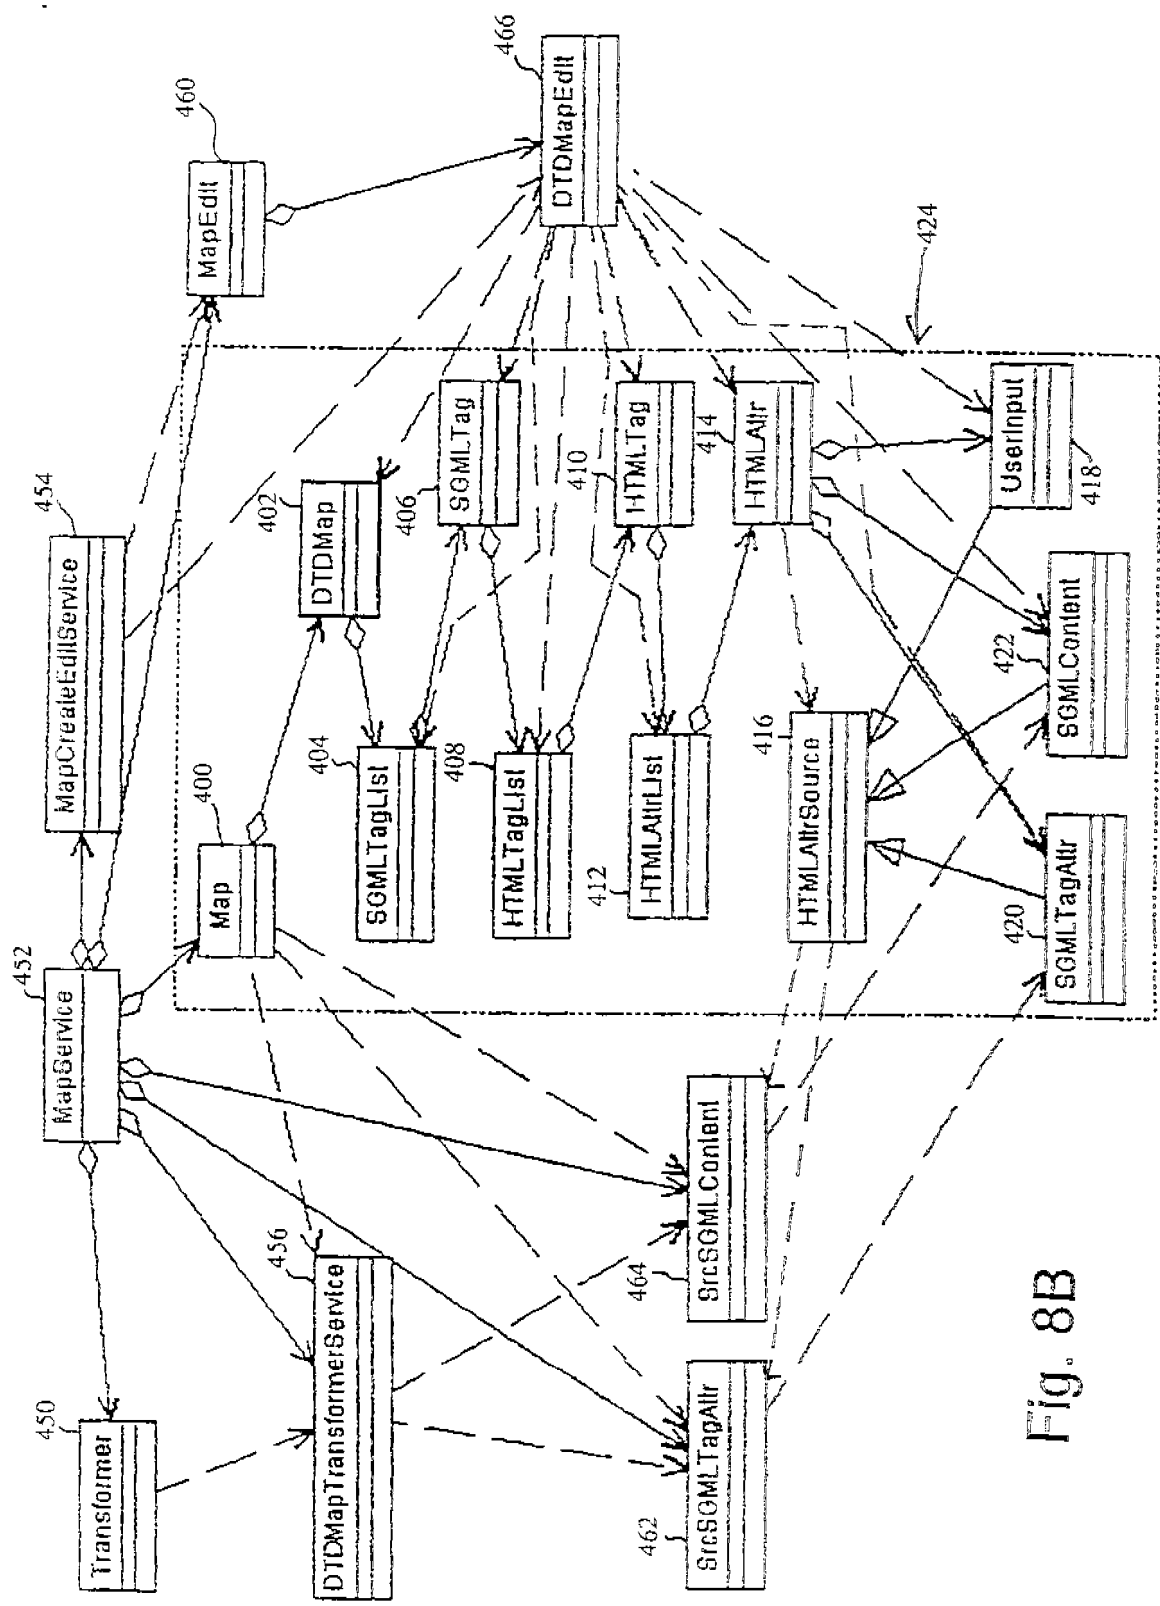 450
Transformer
452
MapService
454
MapCreateEditService
460
MapEdit
466
DTDMapEdit
456
DTDMapTransformerService
400
Map
402
DTDMap
404
SGMLTagList
406
SGMLTag
408
HTMLTagList
410
HTMLTag
412
HTMLAttrList
414
HTMLAttr
416
HTMLAttrSource
418
UserInput
420
SGMLTagAttr
422
SGMLContent
424
462
SrcSGMLTagAttr
464
SrcSGMLContent
Fig. 8B